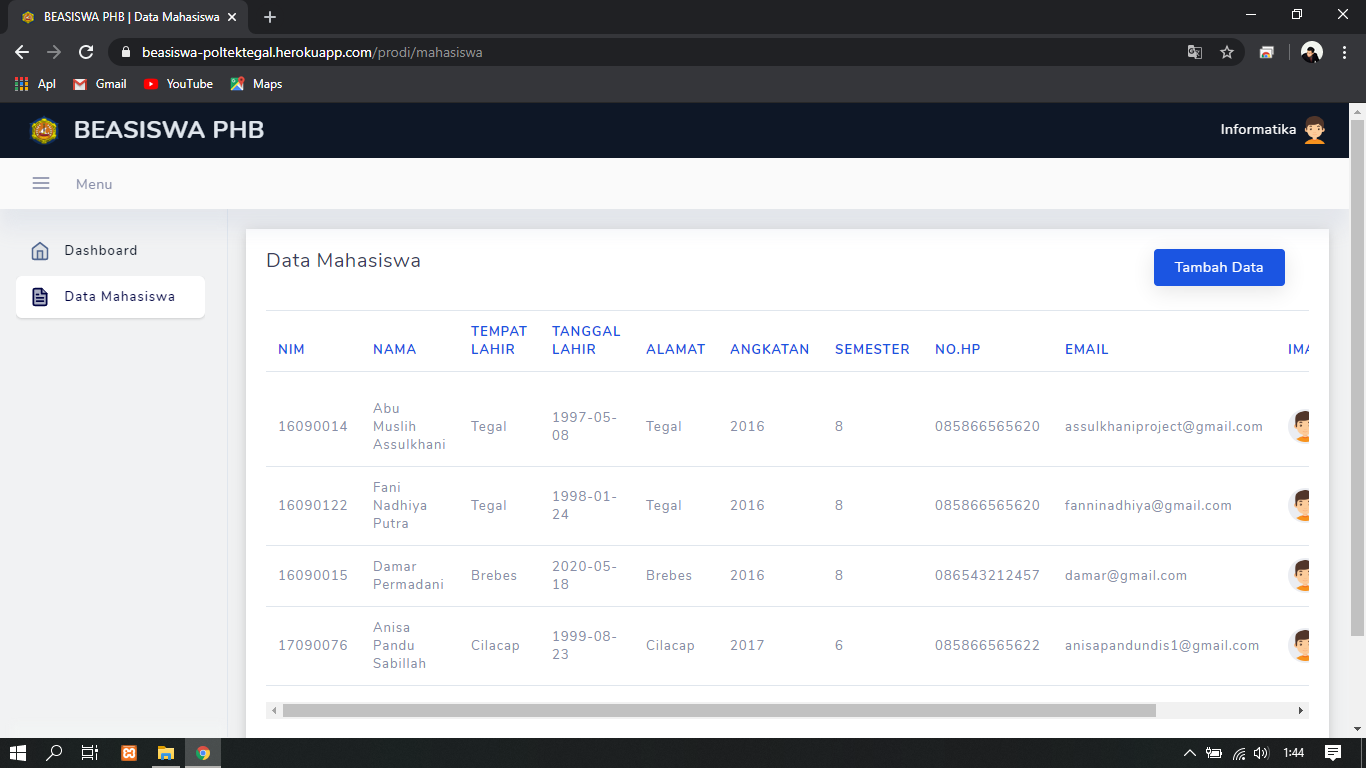 BEASISWA PHB | Data Mahasiswa
beasiswa-poltektegal.herokuapp.com/prodi/mahasiswa
Apl Gmail YouTube Maps
BEASISWA PHB
Informatika
Menu
Dashboard
Data Mahasiswa
Data Mahasiswa
Tambah Data
TEMPAT TANGGAL
NIM NAMA LAHIR LAHIR ALAMAT ANGKATAN SEMESTER NO.HP EMAIL IMA
Abu
Muslih
Assulkhani
16090014 Tegal 1997-05-
08 Tegal 2016 8 085866565620 assulkhaniproject@gmail.com
Fani
Nadhiya
Putra
16090122 Tegal 1998-01-
24 Tegal 2016 8 085866565620 fanninadhiya@gmail.com
Damar
Permadani
16090015 Brebes 2020-05-
18 Brebes 2016 8 086543212457 damar@gmail.com
Anisa
Pandu
Sabillah
17090076 Cilacap 1999-08-
23 Cilacap 2017 6 085866565622 anisapandundis1@gmail.com
1:44